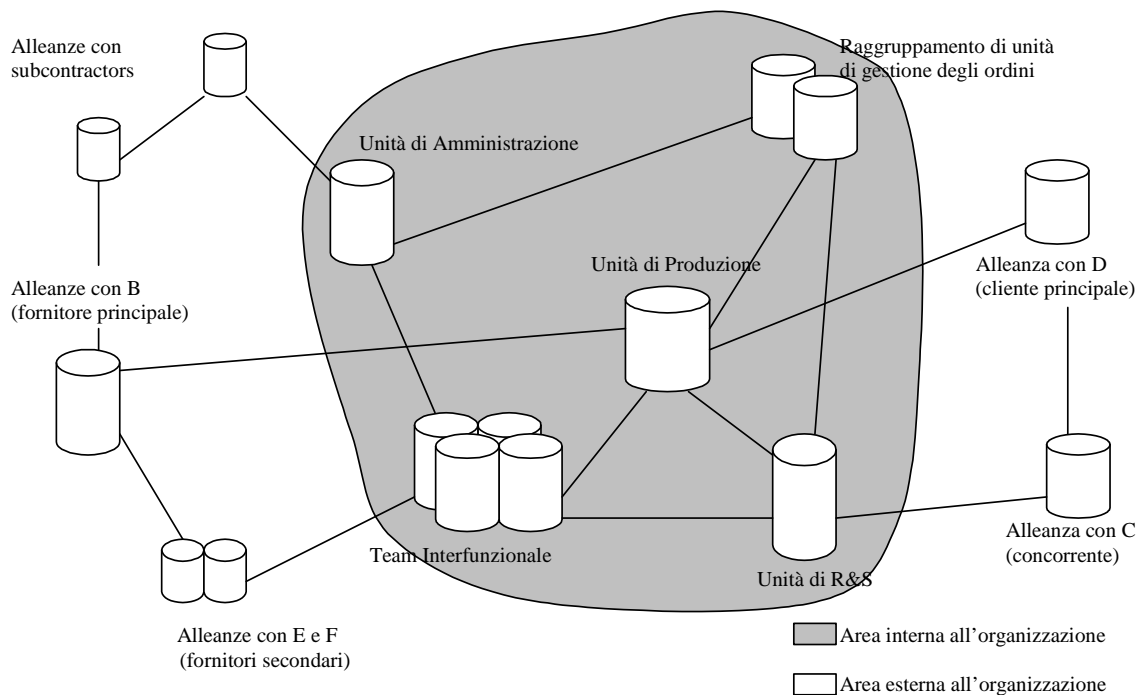 Alleanze con
subcontractors
Raggruppamento di unità
di gestione degli ordini
Unità di Amministrazione
Unità di Produzione
Alleanze con B
(fornitore principale)
Alleanza con D
(cliente principale)
Team Interfunzionale
Unità di R&S
Alleanza con C
(concorrente)
Alleanze con E e F
(fornitori secondari)
Area interna all'organizzazione
Area esterna all'organizzazione